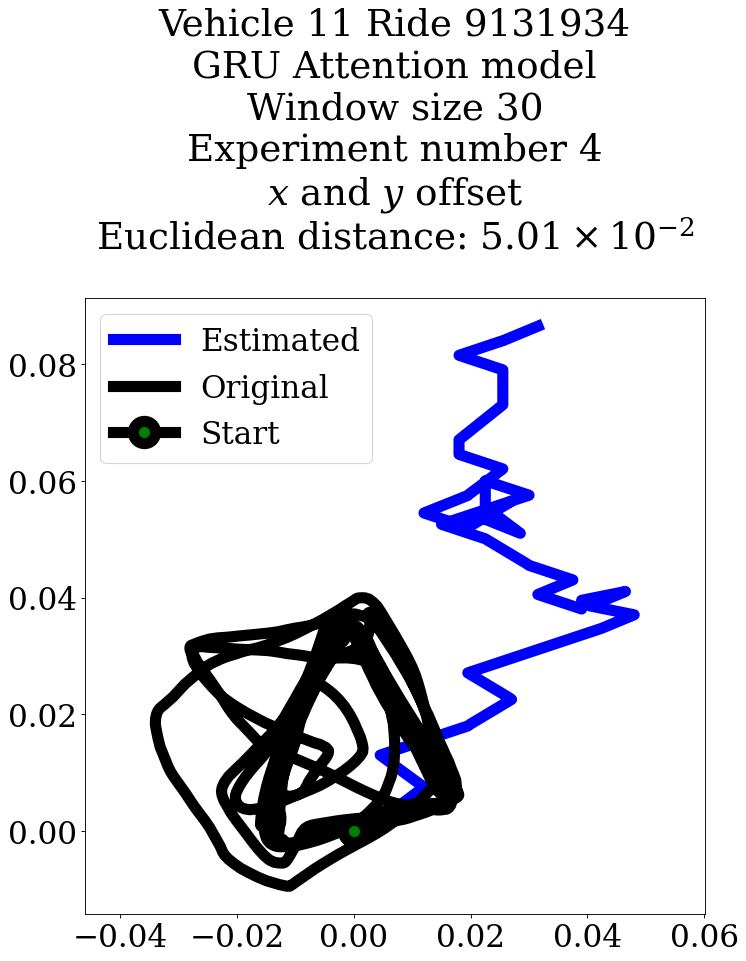 Vehicle 11 Ride 9131934
GRU Attention model
Window size 30
Experiment number 4
x and y offset
Euclidean distance: 5.01 × 10⁻²
Estimated
Original
Start
0.08
0.06
0.04
0.02
0.00
−0.04 −0.02 0.00 0.02 0.04 0.06